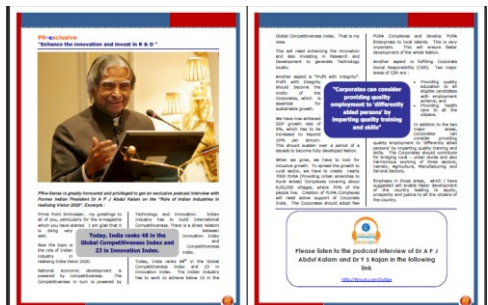 PR-e-xclusive
"Enhance the innovation and invest in R & D"
PR-e-Sense is greatly honoured and privileged to get an exclusive podcast interview with
Former Indian President Dr A P J Abdul Kalam on the "Role of Indian Industries in
realising Vision 2020". Excerpts :
Prime Point Srinivasan, my greetings to
all of you, particularly for the e-magazine
which you have started. I am glad that it
is being very
well.
Now the topic is
the role of Indian
Industry in
realising India Vision 2020.
National economic development is
powered by competitiveness. The
Competitiveness in turn is powered by
Technology and Innovation. Indian
Industry has to build International
Competitiveness. There is a direct relation
between Innovation
Index and
Competitiveness
Index.
Today, India ranks 48 in the
Global Competitiveness Index and
23 in Innovation Index.
Today, India ranks 48th in the Global
Competitiveness Index and 23 in
Innovation Index. The Indian Industry
has to work to achieve below 10 in the
Global Competitiveness Index. That is my
view.
This will need enhancing the innovation
and also investing in Research and
Development to generate Technology
locally.
Another aspect is "Profit with Integrity".
Profit with Integrity
should become the
motto of the
Corporates, which is
essential for
sustainable growth.
We have now achieved
GDP growth rate of
9%, which has to be
increased to beyond
10% per annum.
This should sustain over a period of a
decade to become fully developed Nation.
When we grow, we have to look for
inclusive growth. To spread the growth to
rural sector, we have to create nearly
7000 PURA (Providing Urban amenities to
Rural Areas) Complexes covering about
6,00,000 villages, where 70% of the
people live. Creation of PURA Complexes
will need active support of Corporate
India. The Corporates should adopt few
"Corporates can consider
providing quality
employment to 'differently
abled persons' by
imparting quality training
and skills"
PURA Complexes and develop PURA
Enterprises to local talents. This is very
important. This will ensure faster
development of the whole Nation.
Another aspect is fulfilling Corporate
Social Responsibility (CSR). Two major
areas of CSR are :
• Providing quality
education to all
eligible candidates
with employment
scheme; and
• Providing health
care to all the
citizens.
In addition to the two
major areas,
Corporates can
consider providing
quality employment to 'differently abled
persons' by imparting quality training and
skills. The Corporates should contribute
for bridging rural - urban divide and also
harmonious working of three sectors,
namely, Agriculture, Manufacturing and
Service Sectors.
Emphasis in those areas, which I have
suggested will enable faster development
of the country leading to equity,
prosperity and justice to all the citizens of
the country.
podcast
Please listen to the podcast interview of Dr A P J
Abdul Kalam and Dr Y S Rajan in the following
link